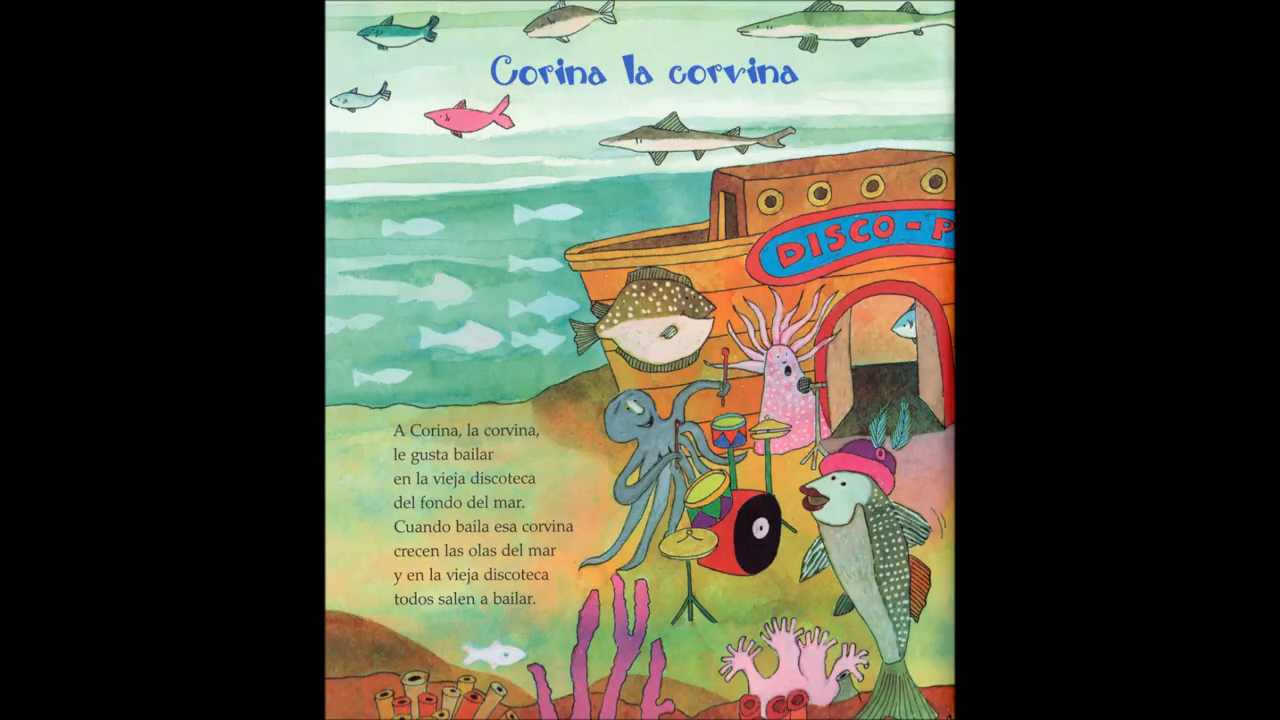 Corina la corvina
DISCO-P
A Corina, la corvina,
le gusta bailar
en la vieja discoteca
del fondo del mar.
Cuando baila esa corvina
crecen las olas del mar
y en la vieja discoteca
todos salen a bailar.